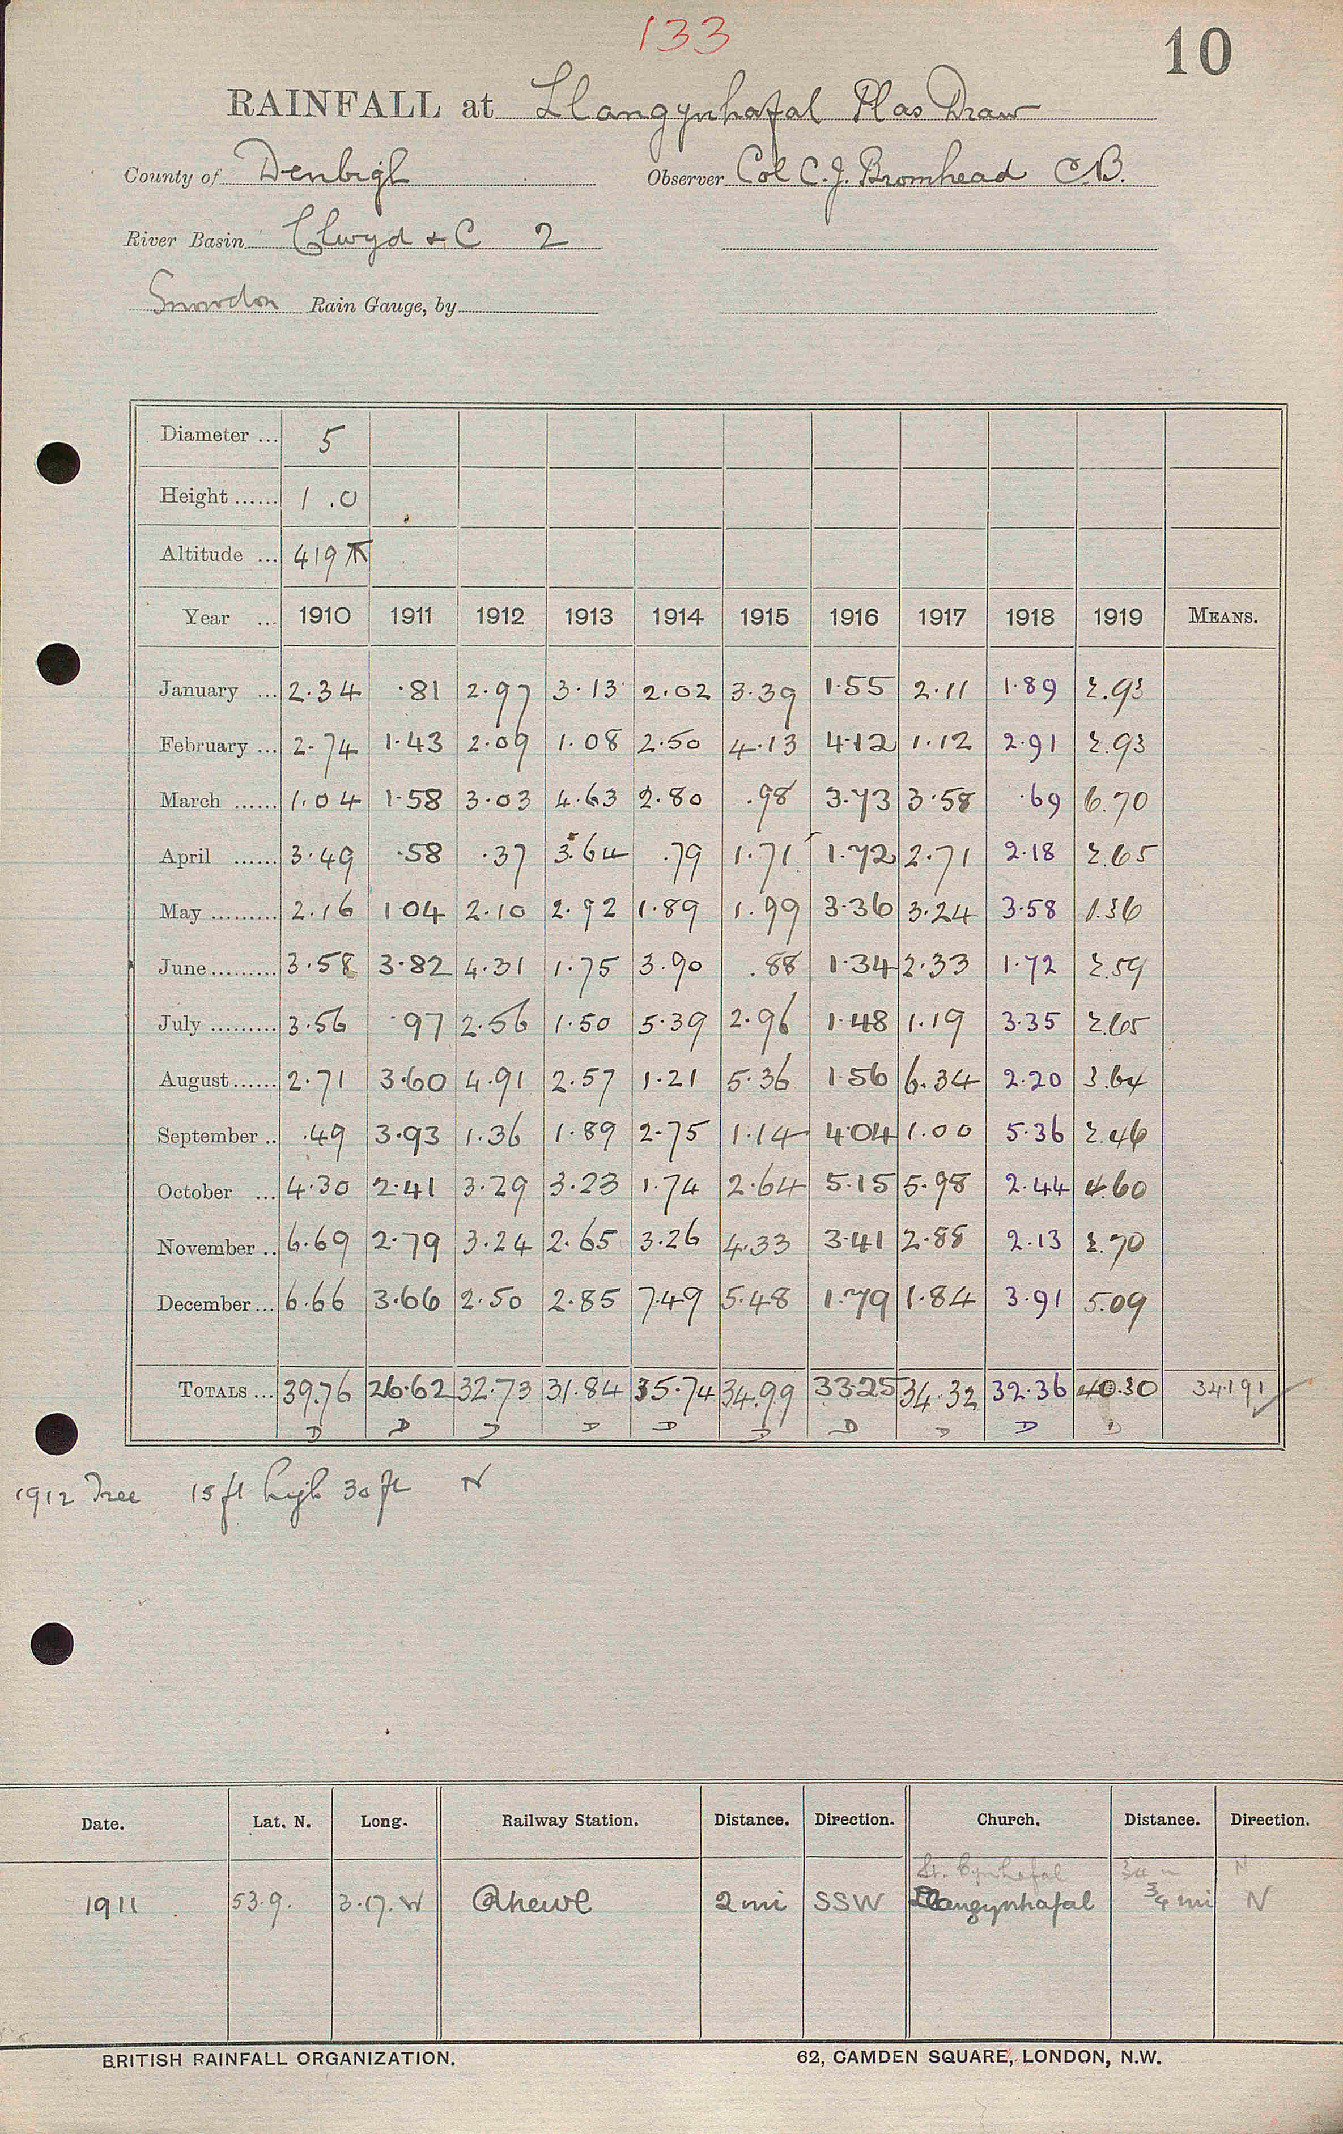 133
10
RAINFALL at Llangynhafal Plas Draw
County of Denbigh Observer Col C. J. Bromhead C.B.
River Basin Clwyd & C 2
Snowdon Rain Gauge, by
Diameter ... 5
Height ...... 1 .0
Altitude ... 419
Year ... 1910 1911 1912 1913 1914 1915 1916 1917 1918 1919 MEANS.
January ... 2.34 .81 2.97 3.13 2.02 3.39 1.55 2.11 1.89 2.93
February ... 2.74 1.43 2.09 1.08 2.50 4.13 4.12 1.12 2.91 2.93
March ...... 1.04 1.58 3.03 4.63 2.80 .98 3.73 3.58 .69 6.70
April ...... 3.49 .58 .37 3.64 .79 1.71 1.72 2.71 2.18 2.65
May ......... 2.16 1 04 2.10 2.92 1.89 1.99 3.36 3.24 3.58 1.36
June ......... 3.58 3.82 4.31 1.75 3.90 .88 1.34 2.33 1.72 2.59
July ......... 3.56 .97 2.56 1.50 5.39 2.96 1.48 1.19 3.35 2.65
August ...... 2.71 3.60 4.91 2.57 1.21 5.36 1.56 6.34 2.20 3.64
September .. .49 3.93 1.36 1.89 2.75 1.14 4.04 1.00 5.36 2.46
October ... 4.30 2.41 3.29 3.23 1.74 2.64 5.15 5.98 2.44 4.60
November .. 6.69 2.79 3.24 2.65 3.26 4.33 3.41 2.88 2.13 2.70
December ... 6.66 3.66 2.50 2.85 7.49 5.48 1.79 1.84 3.91 5.09
TOTALS ... 39.76 26.62 32.73 31.84 35.74 34.99 33.25 34.32 32.36 40.30 34.191
D D D D D D D D D D
1912 Tree 15 ft high 30 ft N
Date. Lat. N. Long. Railway Station. Distance. Direction. Church. Distance. Direction.
1911 53.9. 3.17. W Rhewl 2 mi SSW Llangynhafal 3/4 mi N
BRITISH RAINFALL ORGANIZATION. 62, CAMDEN SQUARE, LONDON, N.W.